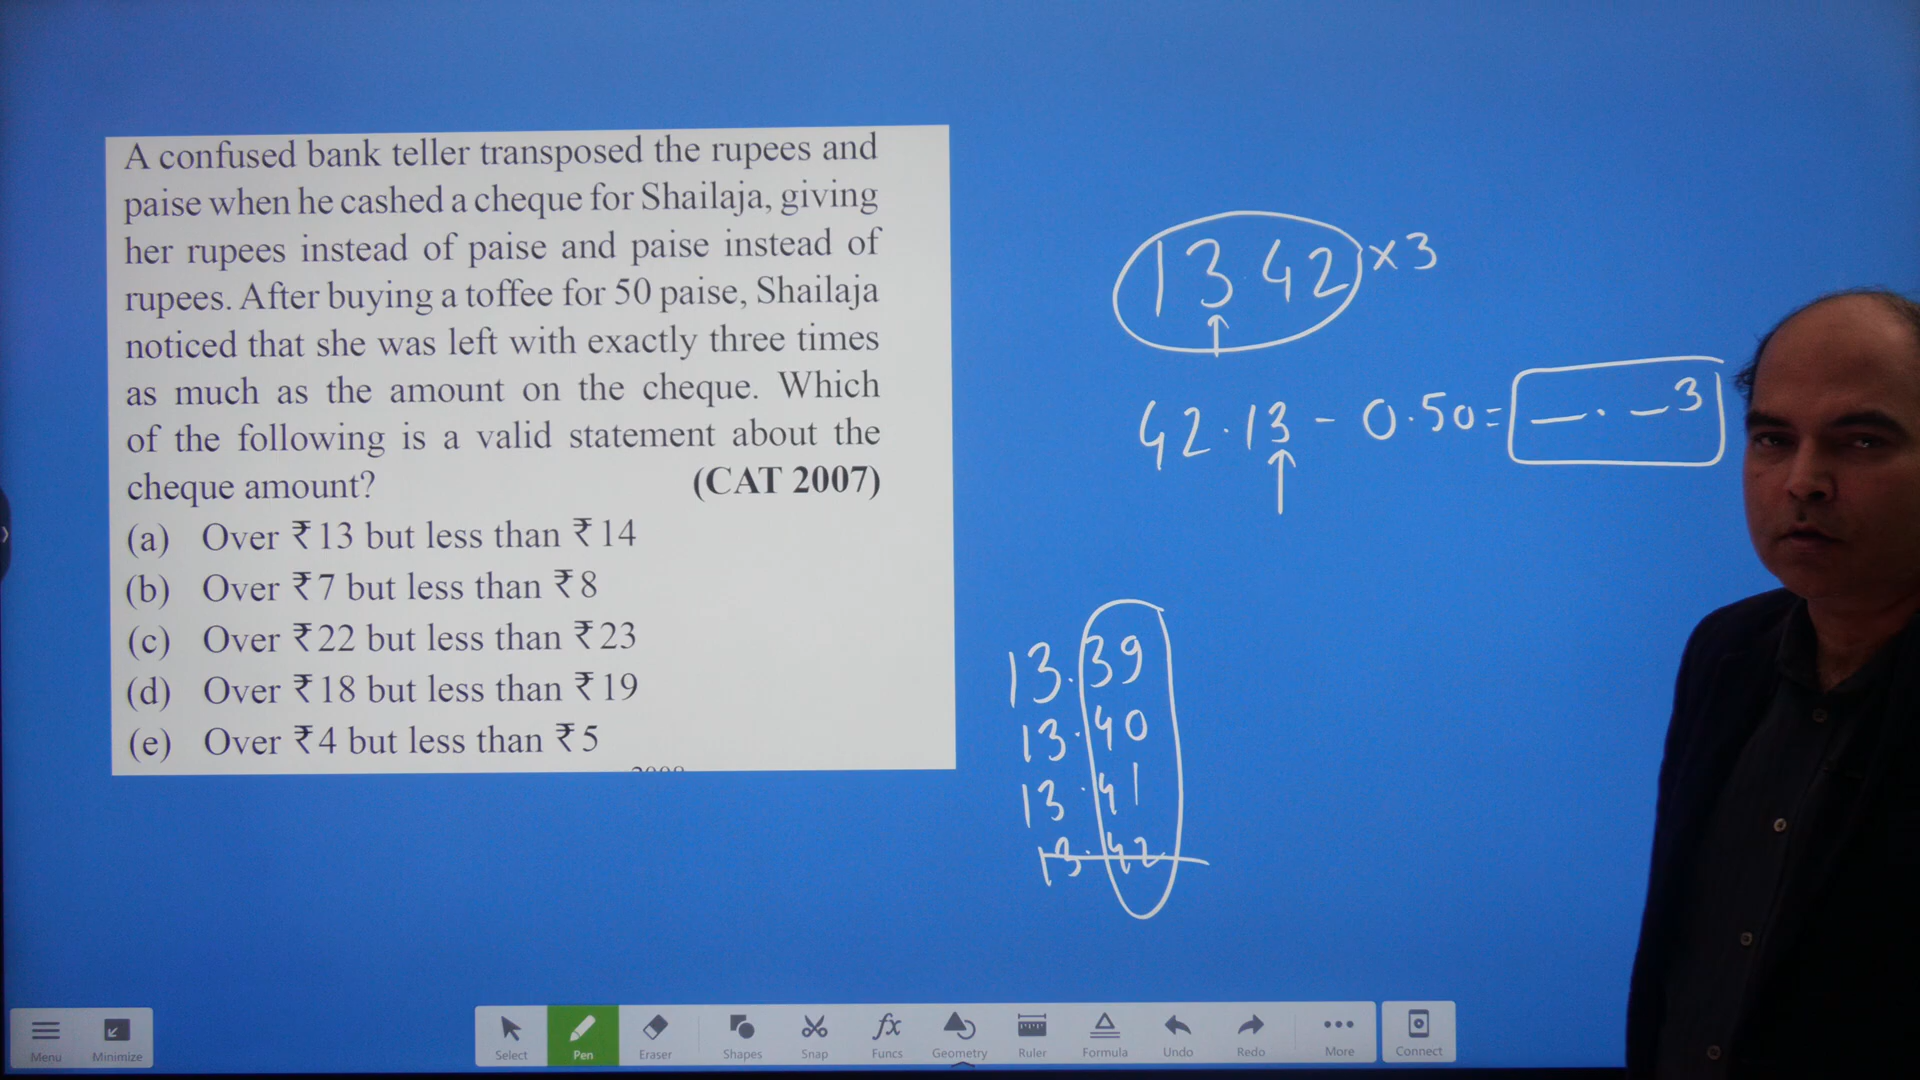 A confused bank teller transposed the rupees and
paise when he cashed a cheque for Shailaja, giving
her rupees instead of paise and paise instead of
rupees. After buying a toffee for 50 paise, Shailaja
noticed that she was left with exactly three times
as much as the amount on the cheque. Which
of the following is a valid statement about the
cheque amount? (CAT 2007)
(a) Over ₹ 13 but less than ₹ 14
(b) Over ₹ 7 but less than ₹ 8
(c) Over ₹ 22 but less than ₹ 23
(d) Over ₹ 18 but less than ₹ 19
(e) Over ₹ 4 but less than ₹ 5
13.42 × 3
42.13 - 0.50 = _ . _ 3
13.39
13.40
13.41
13.42
Menu Minimize Select Pen Eraser Shapes Snap Funcs Geometry Ruler Formula Undo Redo More Connect